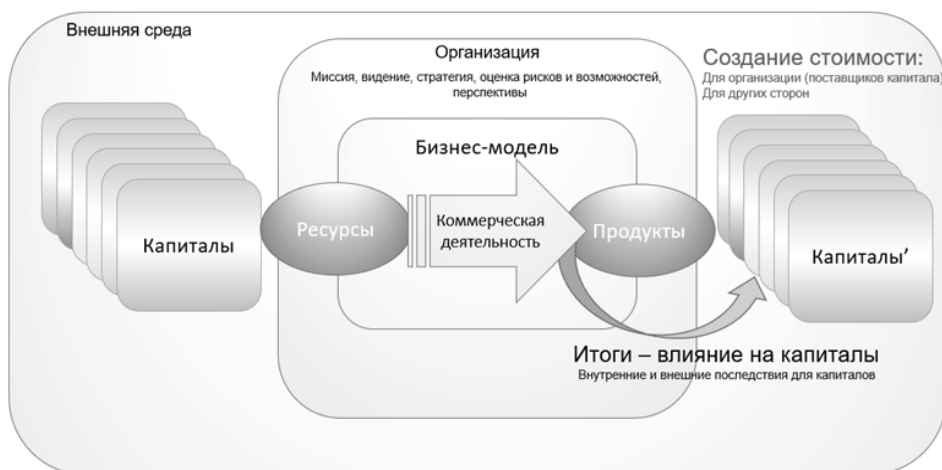 Внешняя среда
Организация
Миссия, видение, стратегия, оценка рисков и возможностей,
перспективы
Создание стоимости:
Для организации (поставщиков капитала)
Для других сторон
Бизнес-модель
Капиталы
Ресурсы
Коммерческая
деятельность
Продукты
Капиталы’
Итоги – влияние на капиталы
Внутренние и внешние последствия для капиталов